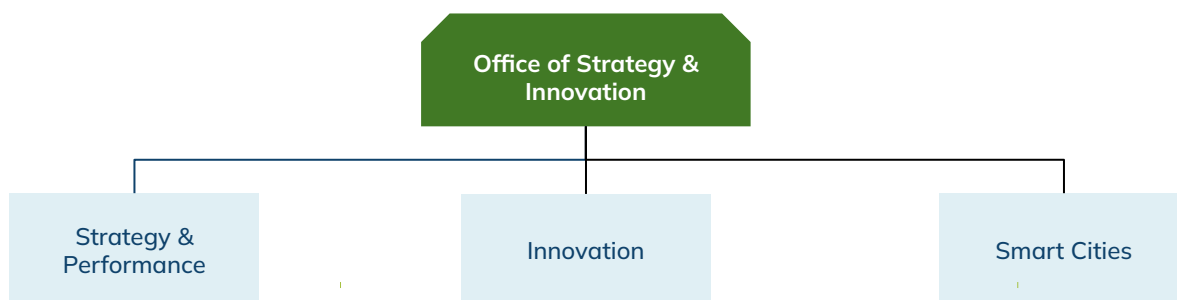 Office of Strategy &
Innovation
Strategy &
Performance
Innovation
Smart Cities